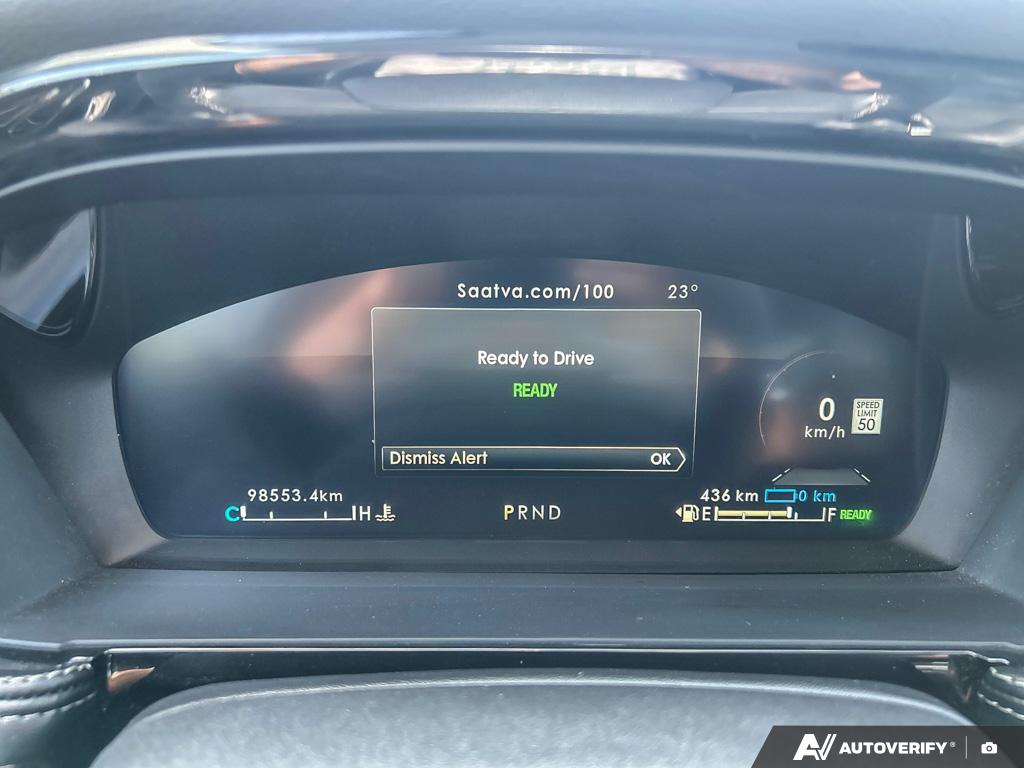 Saatva.com/100 23°
Ready to Drive
READY
Dismiss Alert OK
0
km/h
SPEED
LIMIT
50
98553.4km
436 km 0 km
C H
PRND
E F READY
AUTOVERIFY®